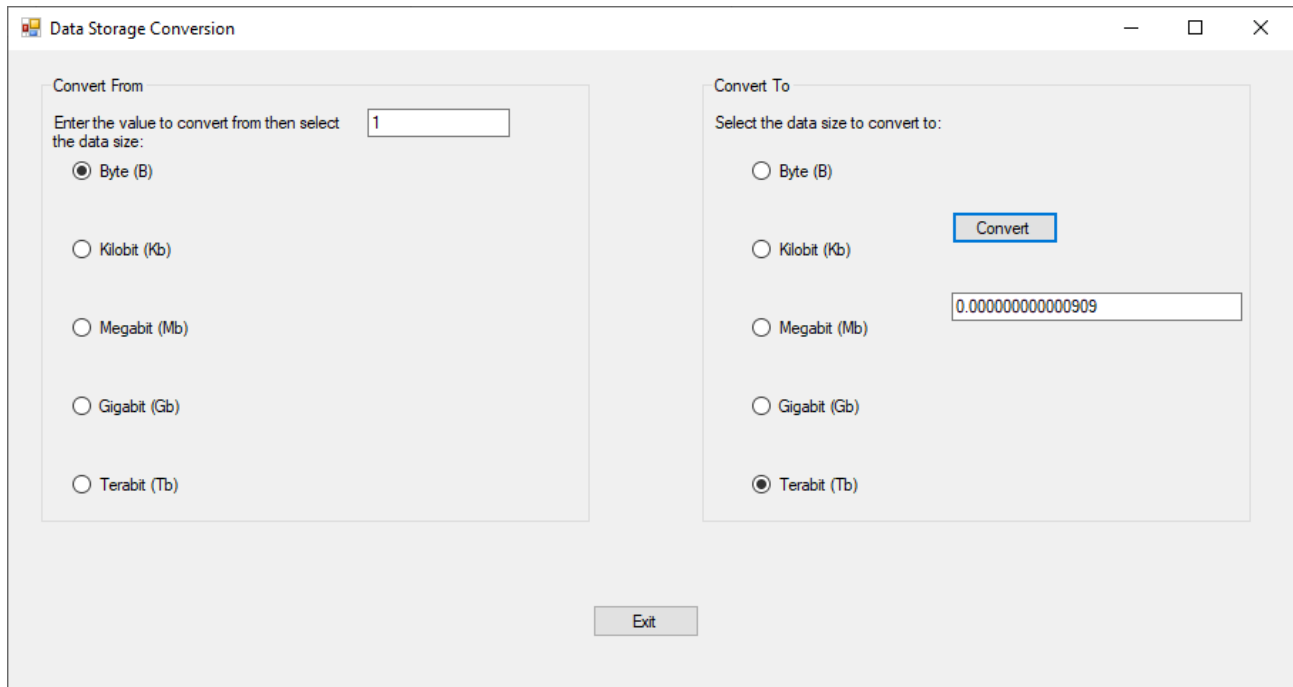 Data Storage Conversion
Convert From
Enter the value to convert from then select
the data size:
1
Byte (B)
Kilobit (Kb)
Megabit (Mb)
Gigabit (Gb)
Terabit (Tb)
Convert To
Select the data size to convert to:
Byte (B)
Kilobit (Kb)
Megabit (Mb)
Gigabit (Gb)
Terabit (Tb)
Convert
0.000000000000909
Exit